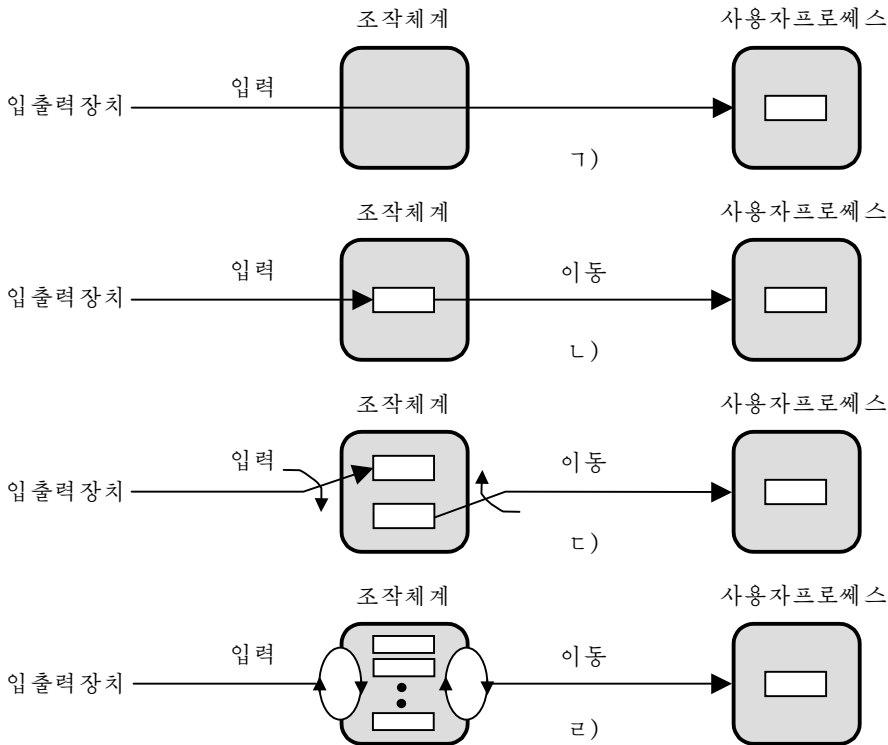 조작체계 사용자프로쎄스
입출력장치 입력
ㄱ)
조작체계 사용자프로쎄스
입출력장치 입력 이동
ㄴ)
조작체계 사용자프로쎄스
입출력장치 입력 이동
ㄷ)
조작체계 사용자프로쎄스
입출력장치 입력 이동
ㄹ)